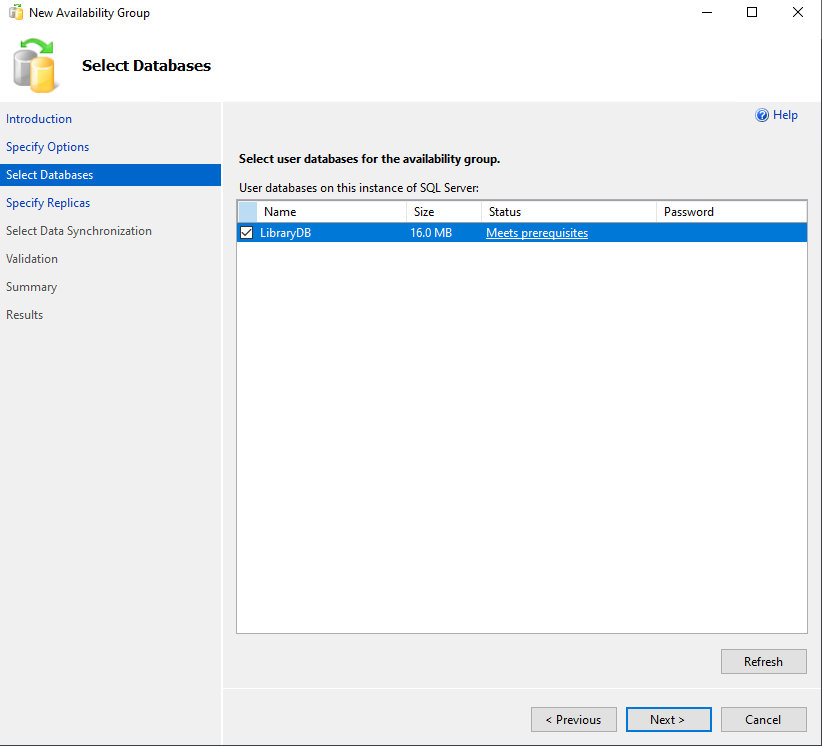 New Availability Group
Select Databases
Introduction
Specify Options
Select Databases
Specify Replicas
Select Data Synchronization
Validation
Summary
Results
Help
Select user databases for the availability group.
User databases on this instance of SQL Server:
Name Size Status Password
LibraryDB 16.0 MB Meets prerequisites
Refresh
< Previous Next > Cancel